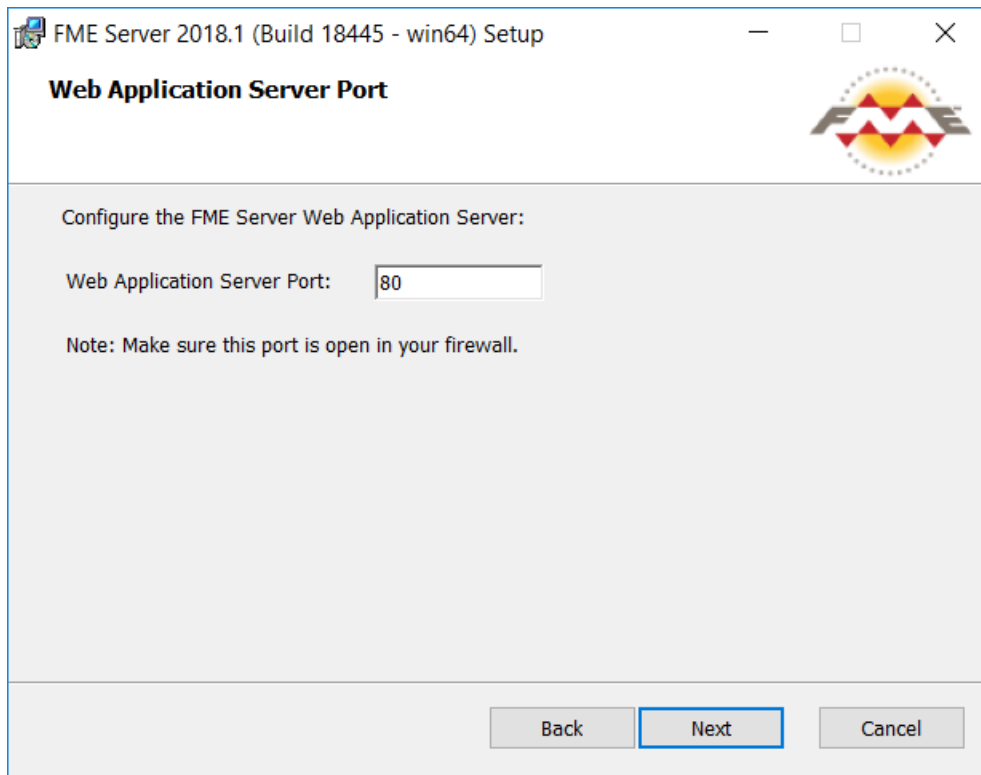 FME Server 2018.1 (Build 18445 - win64) Setup
Web Application Server Port
FME
Configure the FME Server Web Application Server:
Web Application Server Port: 80
Note: Make sure this port is open in your firewall.
Back Next Cancel